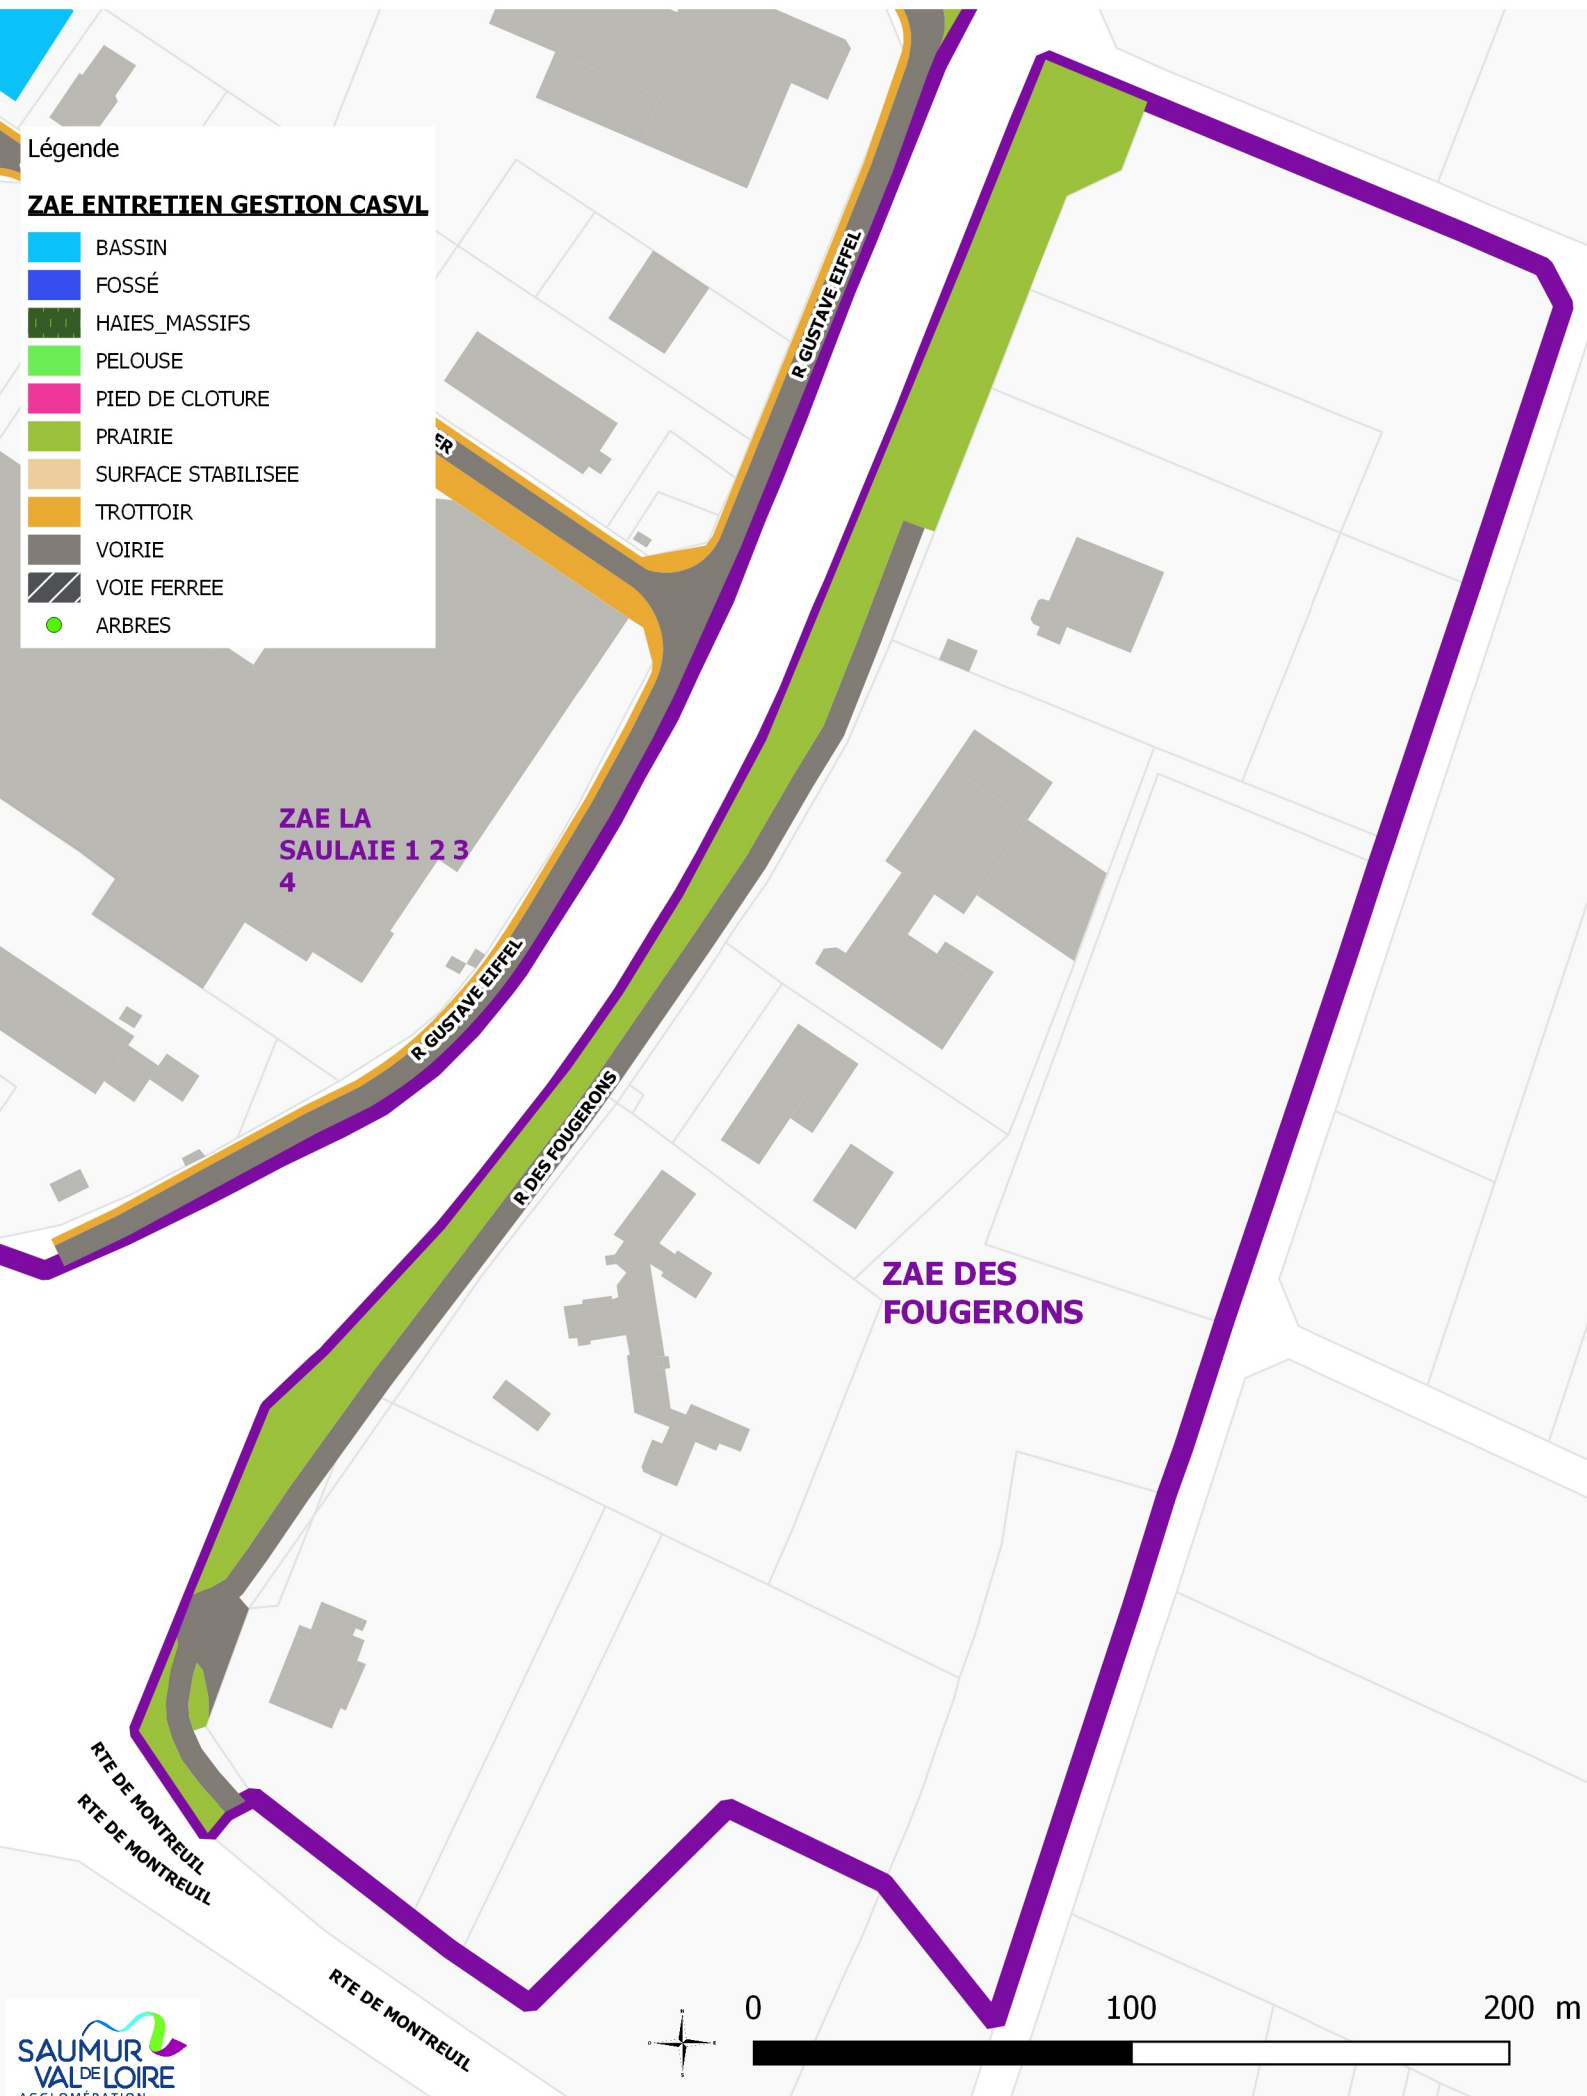 Légende
ZAE ENTRETIEN GESTION CASVL
BASSIN
FOSSÉ
HAIES_MASSIFS
PELOUSE
PIED DE CLOTURE
PRAIRIE
SURFACE STABILISEE
TROTTOIR
VOIRIE
VOIE FERREE
ARBRES
R GUSTAVE EIFFEL
ER
ZAE LA
SAULAIE 1 2 3
4
R GUSTAVE EIFFEL
R DES FOUGERONS
ZAE DES
FOUGERONS
RTE DE MONTREUIL
RTE DE MONTREUIL
RTE DE MONTREUIL
0 100 200 m
N
O E
S
SAUMUR
VAL DE LOIRE
AGGLOMÉRATION